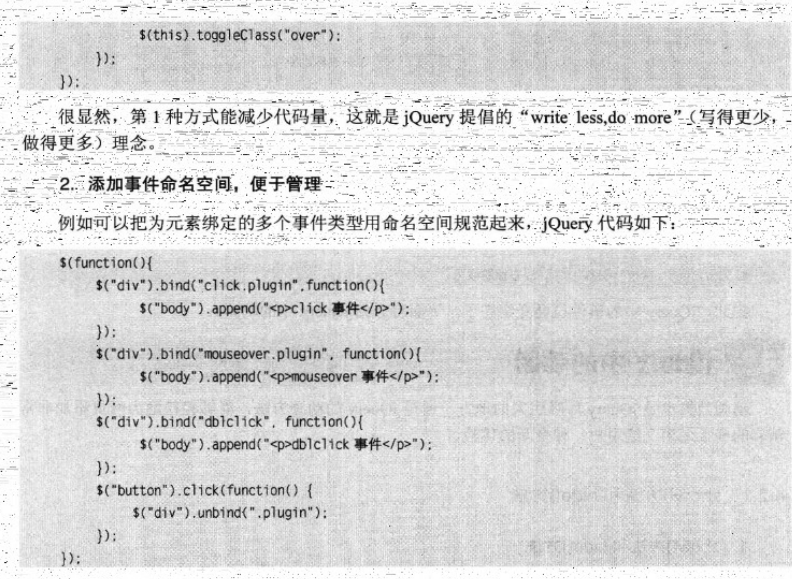 $(this).toggleClass("over");
});
});
很显然，第 1 种方式能减少代码量，这就是 jQuery 提倡的“write less,do more”（写得更少，
做得更多）理念。
2. 添加事件命名空间，便于管理
例如可以把为元素绑定的多个事件类型用命名空间规范起来，jQuery 代码如下：
$(function(){
$("div").bind("click.plugin",function(){
$("body").append("<p>click 事件</p>");
});
$("div").bind("mouseover.plugin", function(){
$("body").append("<p>mouseover 事件</p>");
});
$("div").bind("dblclick", function(){
$("body").append("<p>dblclick 事件</p>");
});
$("button").click(function() {
$("div").unbind(".plugin");
});
});